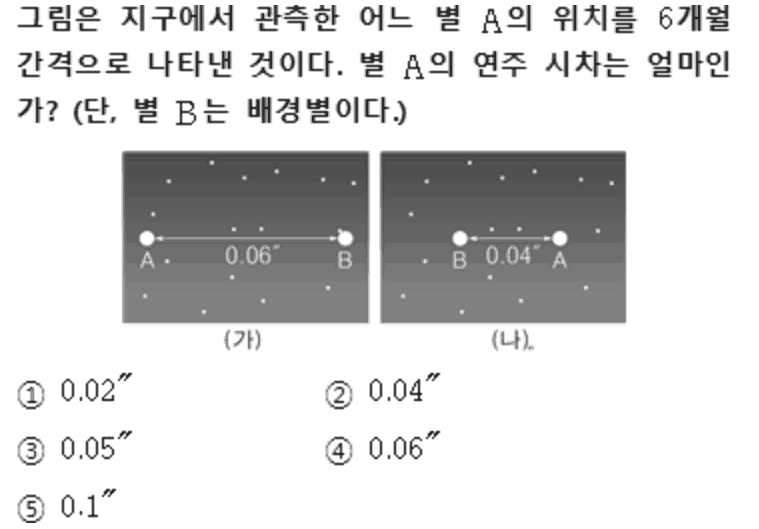 그림은 지구에서 관측한 어느 별 A의 위치를 6개월
간격으로 나타낸 것이다. 별 A의 연주 시차는 얼마인
가? (단, 별 B는 배경별이다.)
A 0.06″ B
B 0.04″ A
(가) (나).
① 0.02″ ② 0.04″
③ 0.05″ ④ 0.06″
⑤ 0.1″